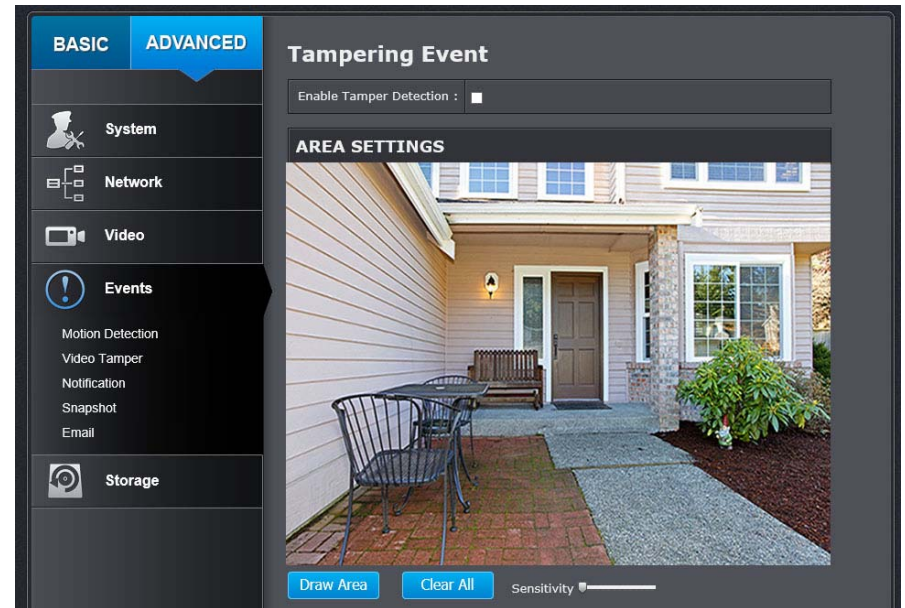 BASIC
ADVANCED
System
Network
Video
Events
Motion Detection
Video Tamper
Notification
Snapshot
Email
Storage
Tampering Event
Enable Tamper Detection :
AREA SETTINGS
Draw Area
Clear All
Sensitivity